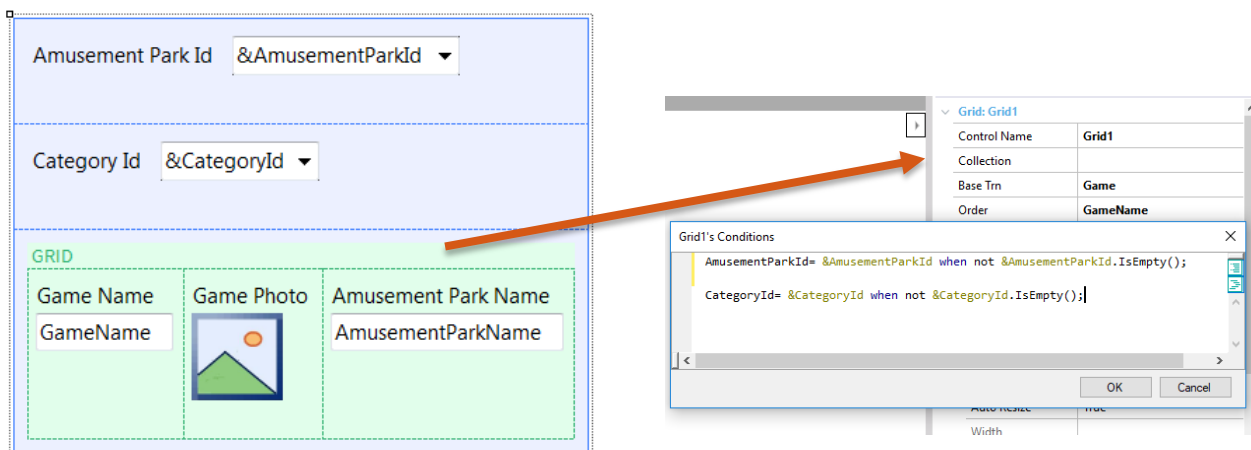 Amusement Park Id &AmusementParkId
Category Id &CategoryId
GRID
Game Name Game Photo Amusement Park Name
GameName AmusementParkName
Grid: Grid1
Control Name Grid1
Collection
Base Trn Game
Order GameName
Grid1's Conditions
AmusementParkId= &AmusementParkId when not &AmusementParkId.IsEmpty();
CategoryId= &CategoryId when not &CategoryId.IsEmpty();
OK Cancel
Auto Resize True
Width